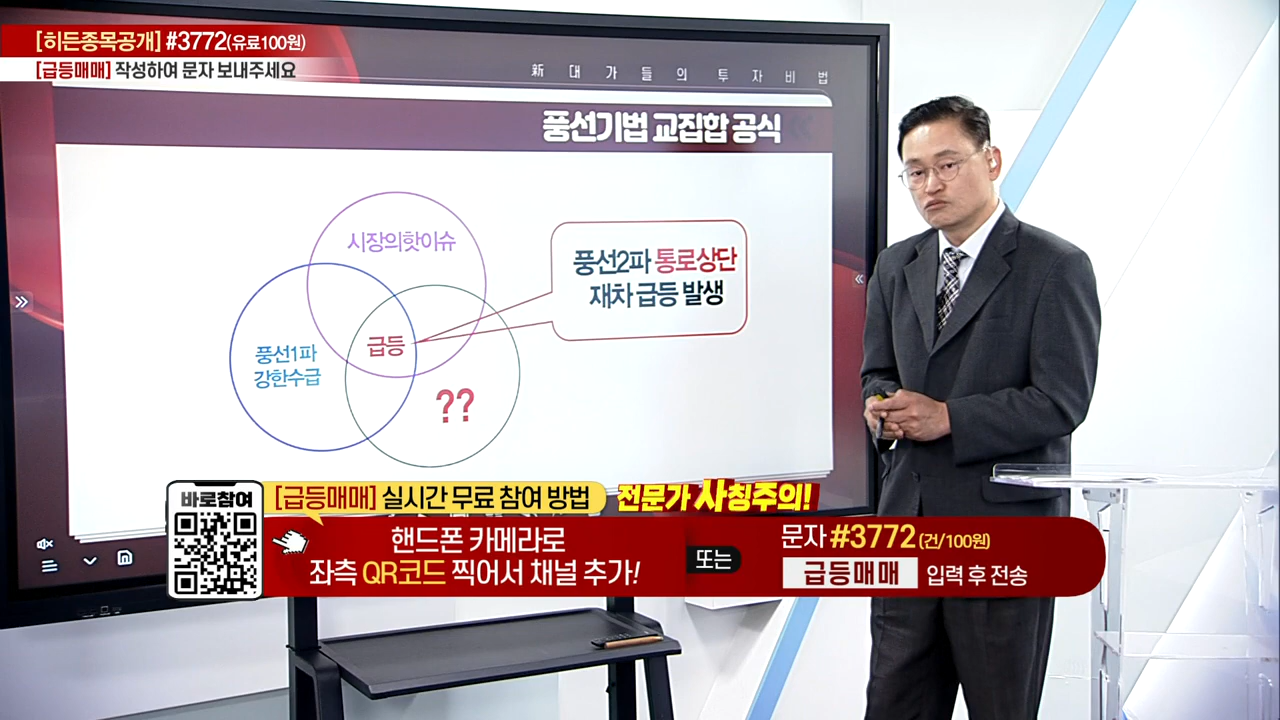 [히든종목공개] #3772(유료100원)
[급등매매] 작성하여 문자 보내주세요
新 대가들의 투자비법
풍선기법 교집합 공식
시장의핫이슈
풍선1파
강한수급
급등
??
풍선2파 통로상단
재차 급등 발생
바로참여
[급등매매] 실시간 무료 참여 방법
전문가 사칭주의!
핸드폰 카메라로
좌측 QR코드 찍어서 채널 추가!
또는
문자 #3772 (건/100원)
급등매매 입력 후 전송